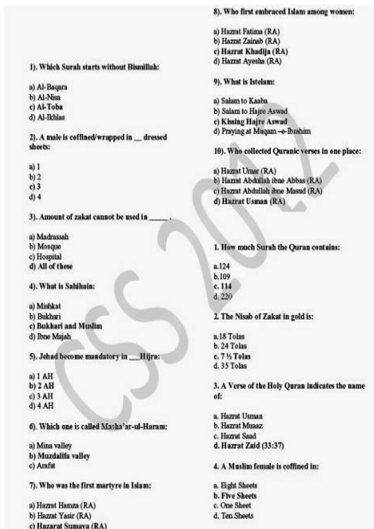 1). Which Surah starts without Bismillah:
a) Al-Baqara
b) Al-Nisa
c) Al-Toba
d) Al-Ikhlas
2). A male is coffined/wrapped in __ dressed
sheets:
a) 1
b) 2
c) 3
d) 4
3). Amount of zakat cannot be used in _____ .
a) Madrassah
b) Mosque
c) Hospital
d) All of these
4). What is Sahihain:
a) Mishkat
b) Bukhari
c) Bukhari and Muslim
d) Ibne Majah
5). Jehad become mandatory in ___Hijra:
a) 1 AH
b) 2 AH
c) 3 AH
d) 4 AH
6). Which one is called Masha’ar-ul-Haram:
a) Mina valley
b) Muzdalifa valley
c) Arafat
7). Who was the first martyre in Islam:
a) Hazrat Hamza (RA)
b) Hazrat Yasir (RA)
c) Hazarat Sumaya (RA)
8). Who first embraced Islam among women:
a) Hazrat Fatima (RA)
b) Hazrat Zainab (RA)
c) Hazrat Khadija (RA)
d) Hazrat Ayesha (RA)
9). What is Istelam:
a) Salam to Kaaba
b) Salam to Hajre Aswad
c) Kissing Hajre Aswad
d) Praying at Muqam –e-Ibrahim
10). Who collected Quranic verses in one place:
a) Hazrat Umar (RA)
b) Hazrat Abdullah ibne Abbas (RA)
c) Hazrat Abdullah ibne Masud (RA)
d) Hazrat Usman (RA)
1. How much Surah the Quran contains:
a.124
b.109
c. 114
d. 220
2. The Nisab of Zakat in gold is:
a.18 Tolas
b. 24 Tolas
c. 7 ½ Tolas
d. 35 Tolas
3. A Verse of the Holy Quran indicates the name
of:
a. Hazrat Usman
b. Hazrat Muaaz
c. Hazrat Saad
d. Hazrat Zaid (33:37)
4. A Muslim female is coffined in:
a. Eight Sheets
b. Five Sheets
c. One Sheet
d. Ten Sheets
CSS 2012